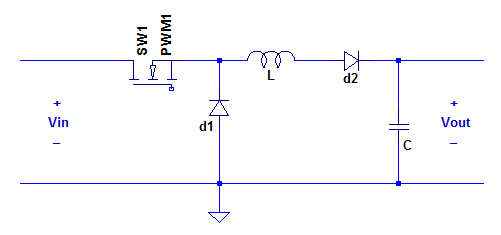 SW1
PWM1
L
d2
d1
+
Vin
–
C
+
Vout
–